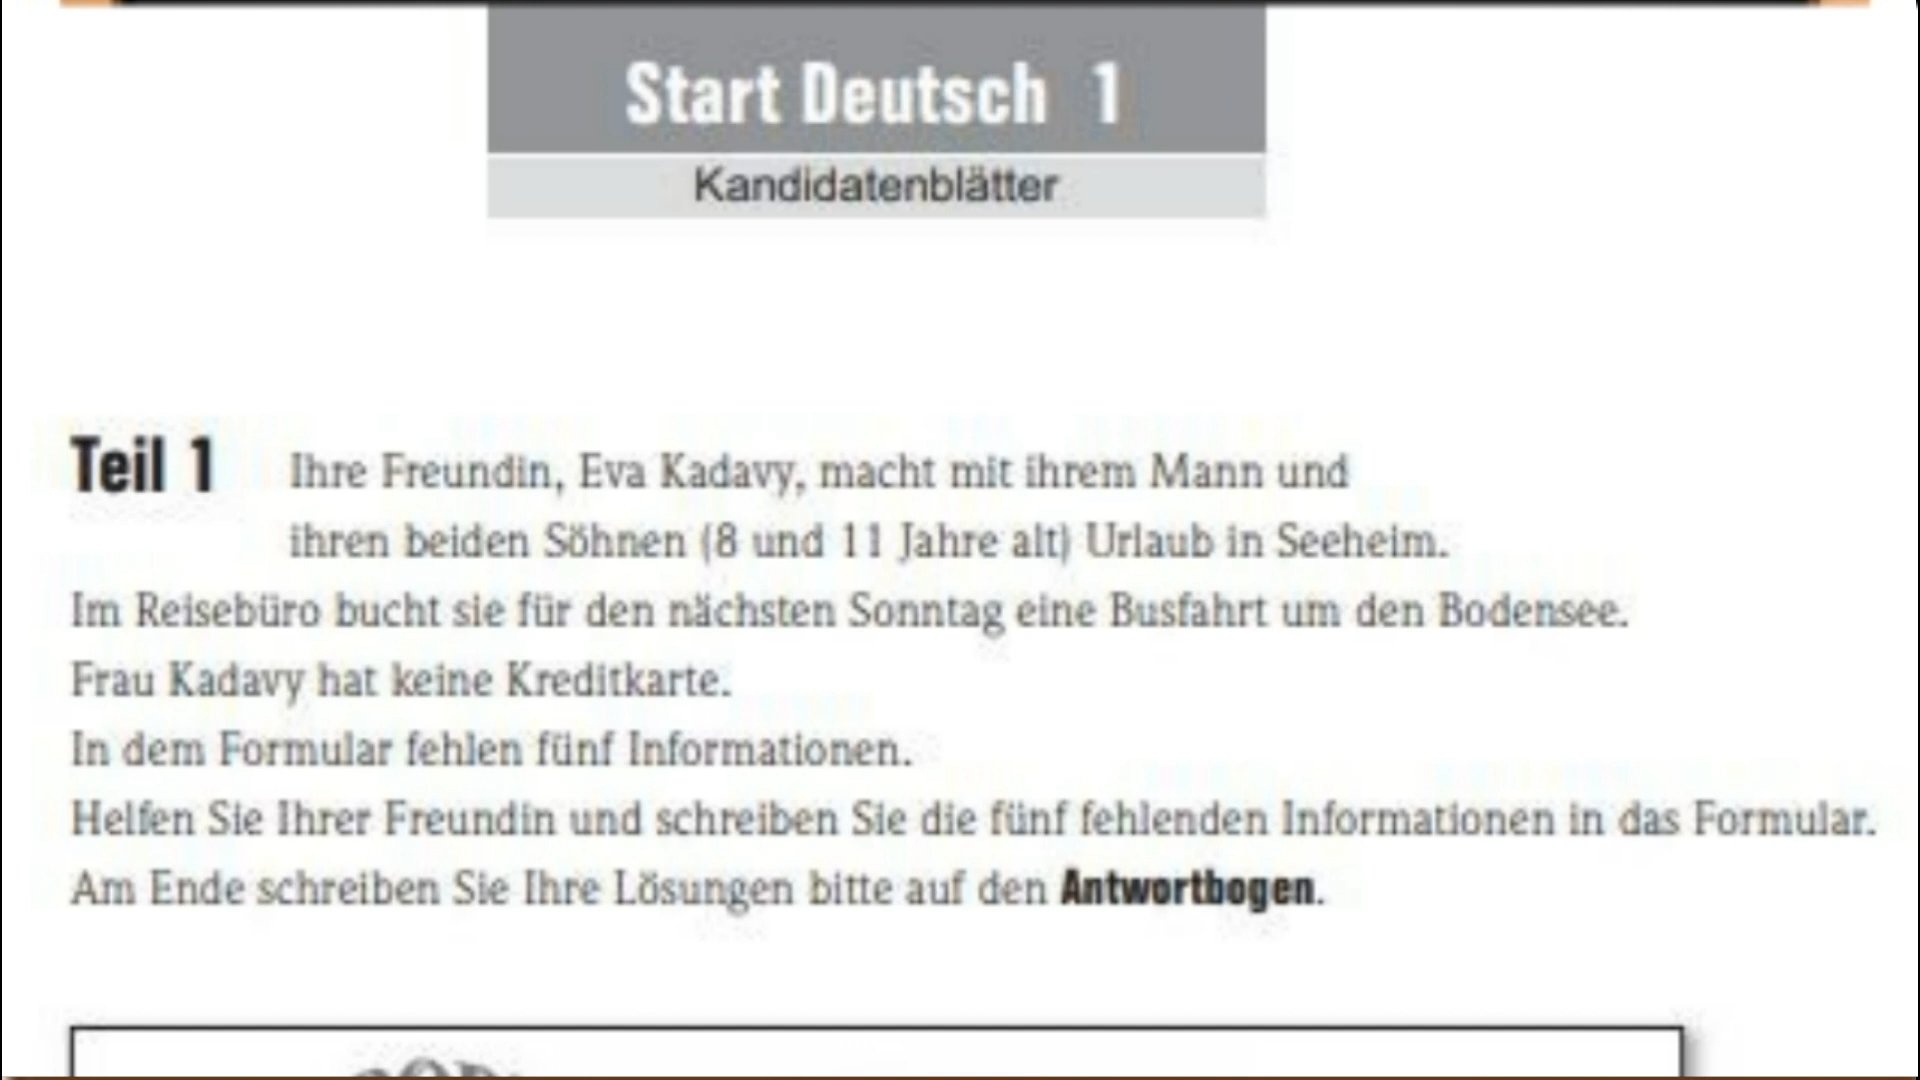 Start Deutsch 1
Kandidatenblätter
Teil 1 Ihre Freundin, Eva Kadavy, macht mit ihrem Mann und
ihren beiden Söhnen (8 und 11 Jahre alt) Urlaub in Seeheim.
Im Reisebüro bucht sie für den nächsten Sonntag eine Busfahrt um den Bodensee.
Frau Kadavy hat keine Kreditkarte.
In dem Formular fehlen fünf Informationen.
Helfen Sie Ihrer Freundin und schreiben Sie die fünf fehlenden Informationen in das Formular.
Am Ende schreiben Sie Ihre Lösungen bitte auf den Antwortbogen.